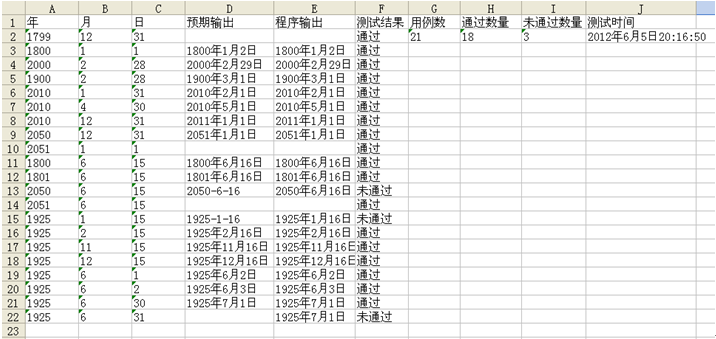 A B C D E F G H I J
1 年 月 日 预期输出 程序输出 测试结果 用例数 通过数量 未通过数量 测试时间
2 1799 12 31 通过 21 18 3 2012年6月5日20:16:50
3 1800 1 1 1800年1月2日 1800年1月2日 通过
4 2000 2 28 2000年2月29日 2000年2月29日 通过
5 1900 2 28 1900年3月1日 1900年3月1日 通过
6 2010 1 31 2010年2月1日 2010年2月1日 通过
7 2010 4 30 2010年5月1日 2010年5月1日 通过
8 2010 12 31 2011年1月1日 2011年1月1日 通过
9 2050 12 31 2051年1月1日 2051年1月1日 通过
10 2051 1 1 通过
11 1800 6 15 1800年6月16日 1800年6月16日 通过
12 1801 6 15 1801年6月16日 1801年6月16日 通过
13 2050 6 15 2050-6-16 2050年6月16日 未通过
14 2051 6 15 通过
15 1925 1 15 1925-1-16 1925年1月16日 未通过
16 1925 2 15 1925年2月16日 1925年2月16日 通过
17 1925 11 15 1925年11月16日 1925年11月16日 通过
18 1925 12 15 1925年12月16日 1925年12月16日 通过
19 1925 6 1 1925年6月2日 1925年6月2日 通过
20 1925 6 2 1925年6月3日 1925年6月3日 通过
21 1925 6 30 1925年7月1日 1925年7月1日 通过
22 1925 6 31 1925年7月1日 未通过
23